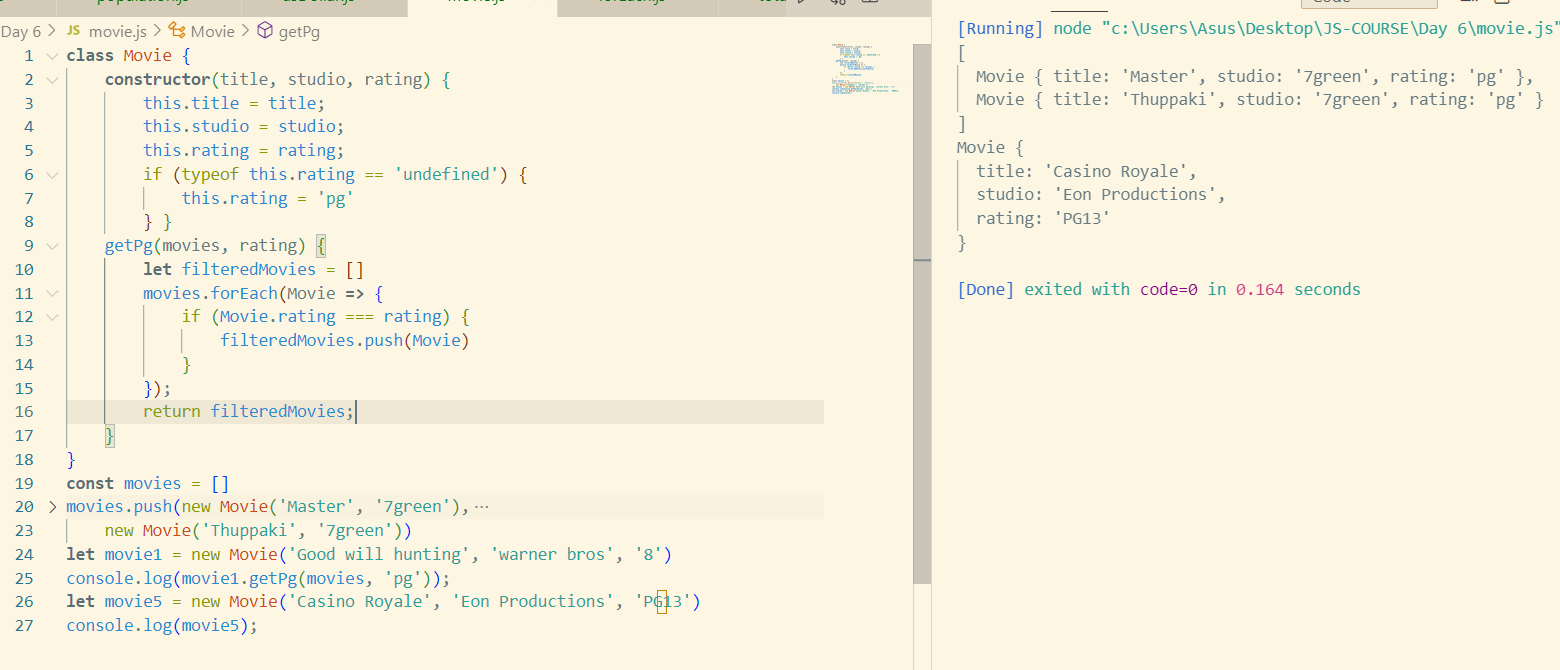 Day 6 > JS movie.js > Movie > getPg
1 class Movie {
2 constructor(title, studio, rating) {
3 this.title = title;
4 this.studio = studio;
5 this.rating = rating;
6 if (typeof this.rating == 'undefined') {
7 this.rating = 'pg'
8 } }
9 getPg(movies, rating) {
10 let filteredMovies = []
11 movies.forEach(Movie => {
12 if (Movie.rating === rating) {
13 filteredMovies.push(Movie)
14 }
15 });
16 return filteredMovies;
17 }
18 }
19 const movies = []
20 movies.push(new Movie('Master', '7green'), ...
23 new Movie('Thuppaki', '7green'))
24 let movie1 = new Movie('Good will hunting', 'warner bros', '8')
25 console.log(movie1.getPg(movies, 'pg'));
26 let movie5 = new Movie('Casino Royale', 'Eon Productions', 'PG13')
27 console.log(movie5);
[Running] node "c:\Users\Asus\Desktop\JS-COURSE\Day 6\movie.js"
[
Movie { title: 'Master', studio: '7green', rating: 'pg' },
Movie { title: 'Thuppaki', studio: '7green', rating: 'pg' }
]
Movie {
title: 'Casino Royale',
studio: 'Eon Productions',
rating: 'PG13'
}
[Done] exited with code=0 in 0.164 seconds